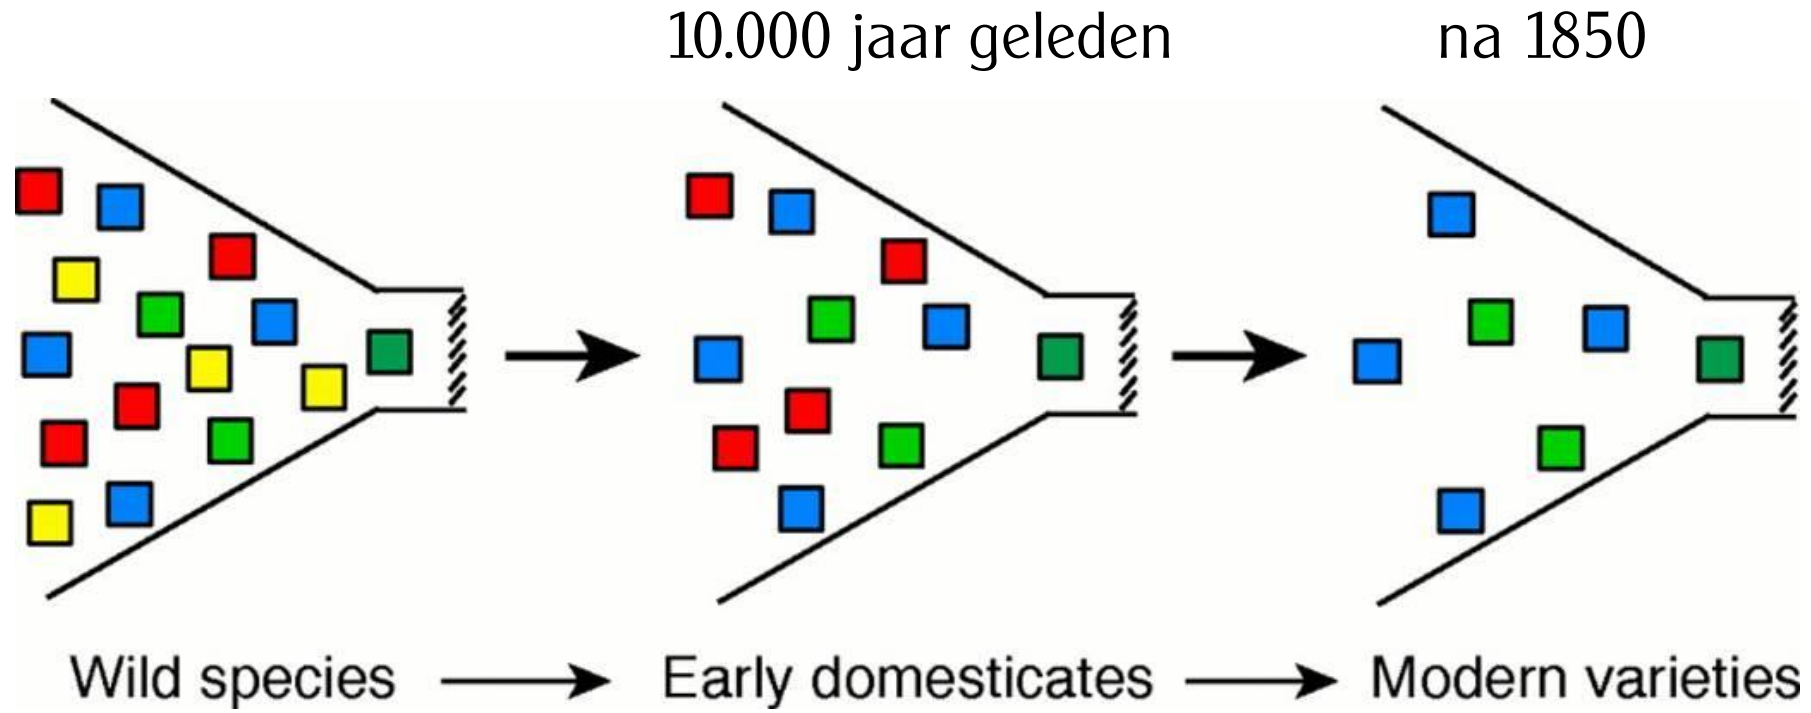 10.000 jaar geleden
na 1850
Wild species
Early domesticates
Modern varieties